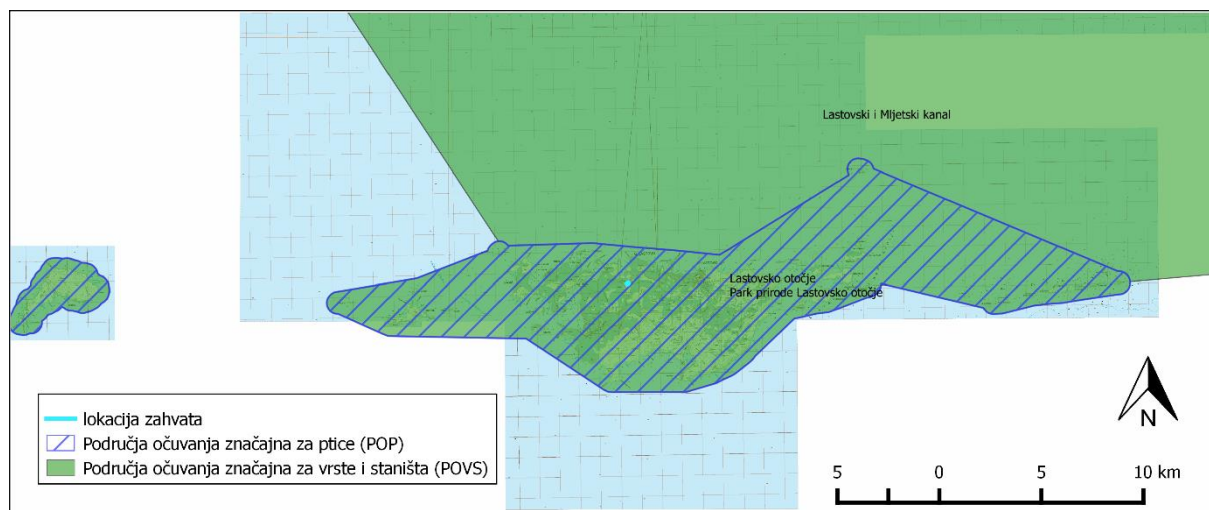 Lastovski i Mljetski kanal
Lastovsko otočje
Park prirode Lastovsko otočje
lokacija zahvata
Područja očuvanja značajna za ptice (POP)
Područja očuvanja značajna za vrste i staništa (POVS)
N
5 0 5 10 km